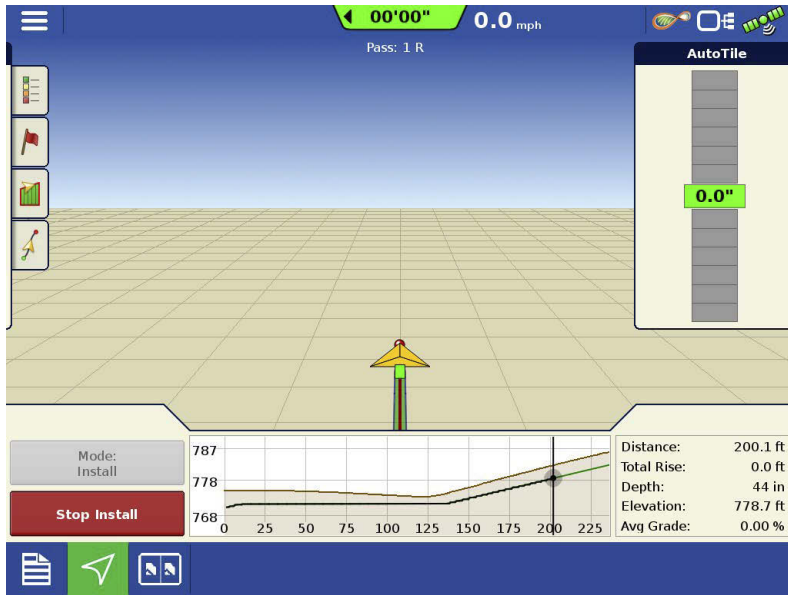 00'00" 0.0 mph
Pass: 1 R
AutoTile
0.0"
Mode:
Install
Stop Install
787
778
768
0 25 50 75 100 125 150 175 200 225
Distance: 200.1 ft
Total Rise: 0.0 ft
Depth: 44 in
Elevation: 778.7 ft
Avg Grade: 0.00 %